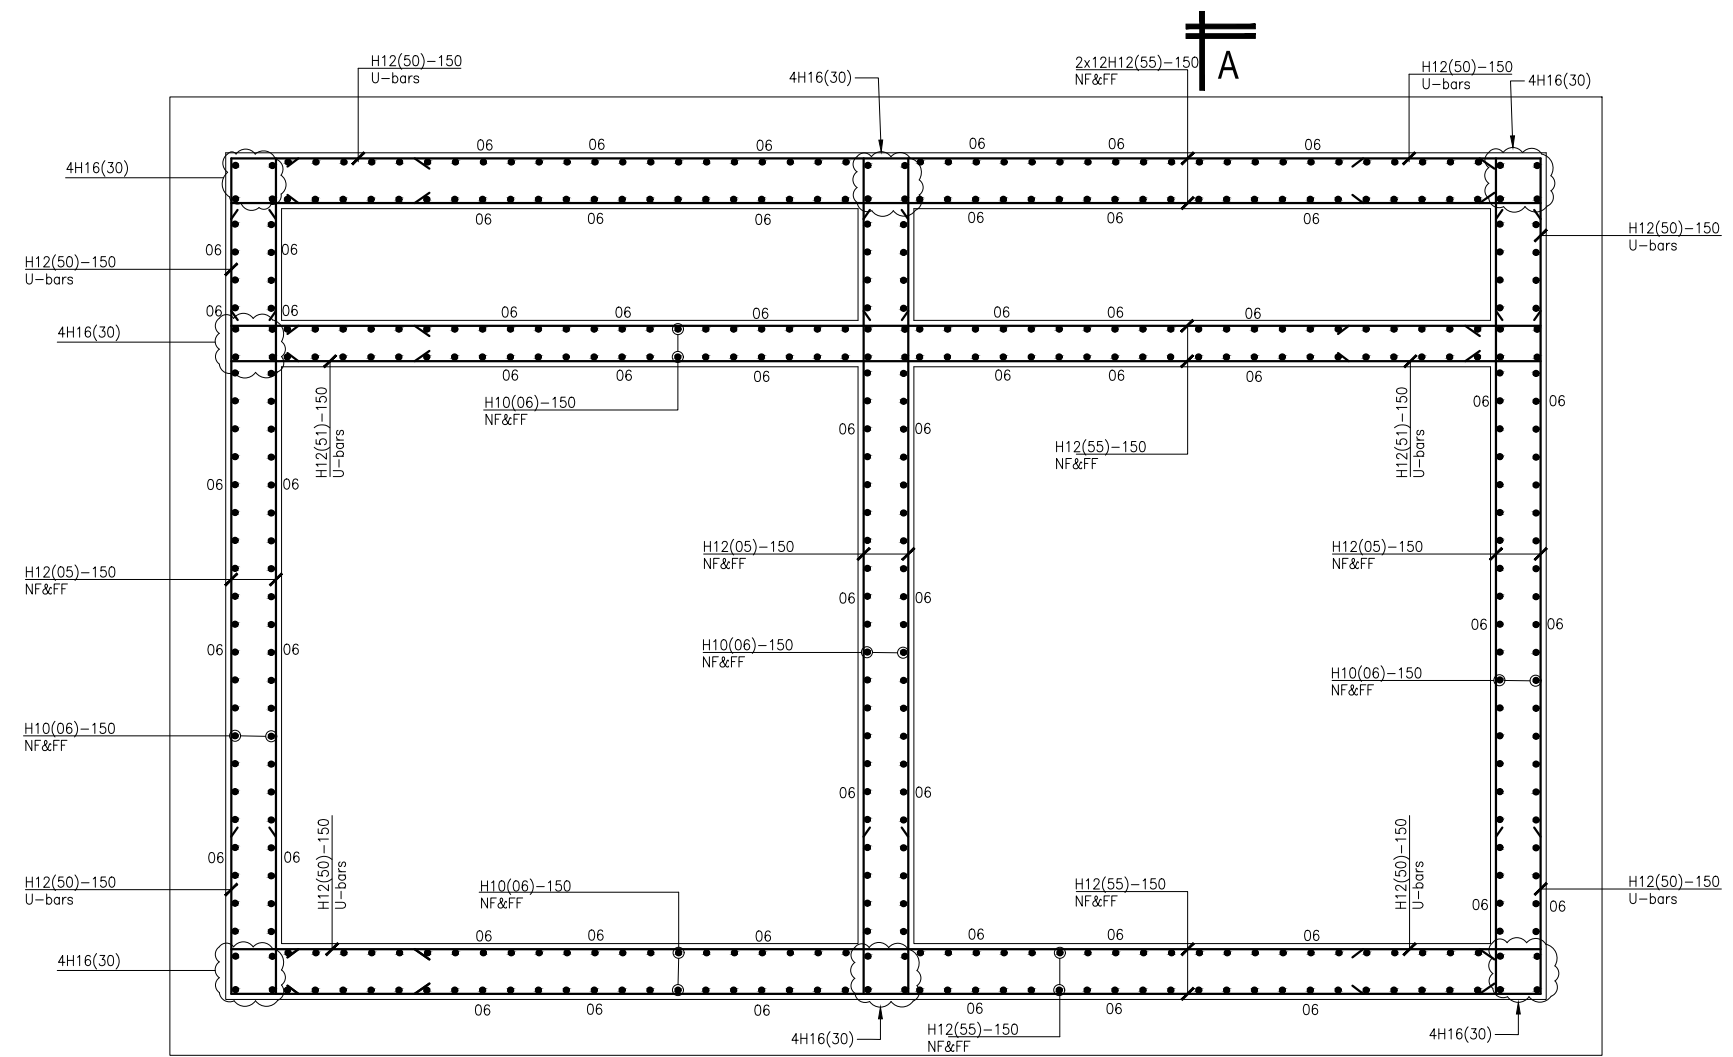 H12(50)-150
U-bars
4H16(30)
2x12H12(55)-150
NF&FF
A
H12(50)-150
U-bars
4H16(30)
06 06 06 06 06 06
4H16(30)
06 06 06 06 06 06
06 06
H12(50)-150
U-bars
H12(50)-150
U-bars
06 06
06 06 06 06 06 06
4H16(30)
06 06 06 06 06 06
H12(51)-150
U-bars
H10(06)-150
NF&FF
06 06
06 06
H12(55)-150
NF&FF
H12(51)-150
U-bars
06 06
H12(05)-150
NF&FF
H12(05)-150
NF&FF
H12(05)-150
NF&FF
06 06
06 06
06 06
H10(06)-150
NF&FF
H10(06)-150
NF&FF
H10(06)-150
NF&FF
06 06
06 06
H12(50)-150
U-bars
H12(50)-150
U-bars
H10(06)-150
NF&FF
H12(55)-150
NF&FF
H12(50)-150
U-bars
H12(50)-150
U-bars
06 06
06 06 06 06 06 06
4H16(30)
06 06 06 06 06 06
4H16(30)
H12(55)-150
NF&FF
4H16(30)